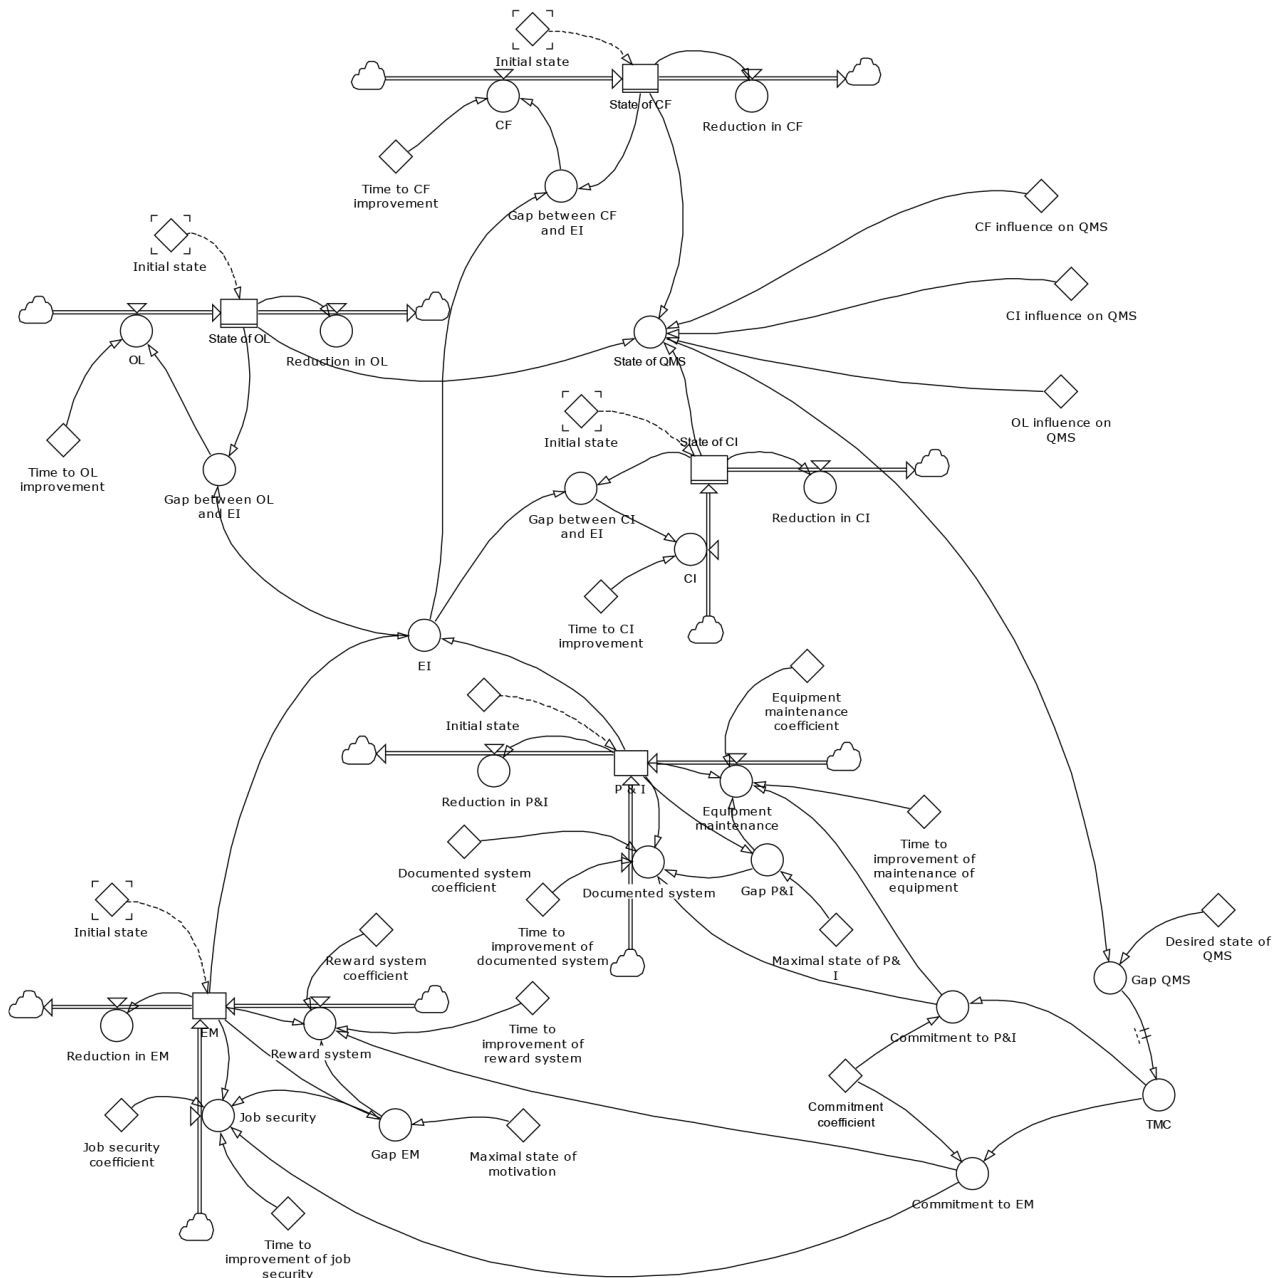 Initial state
State of CF
CF
Reduction in CF
Time to CF
improvement
Gap between CF
and EI
CF influence on QMS
Initial state
CI influence on QMS
State of OL
OL
Reduction in OL
State of QMS
OL influence on
QMS
Initial state
State of CI
Time to OL
improvement
Gap between OL
and EI
Gap between CI
and EI
Reduction in CI
CI
Time to CI
improvement
EI
Equipment
maintenance
coefficient
Initial state
P & I
Reduction in P&I
Equipment
maintenance
Time to
improvement of
maintenance of
equipment
Documented system
coefficient
Documented system
Gap P&I
Time to
improvement of
documented system
Maximal state of P&
I
Initial state
Reward system
coefficient
Desired state of
QMS
Gap QMS
EM
Reduction in EM
Reward system
Time to
improvement of
reward system
Commitment to P&I
Commitment
coefficient
TMC
Job security
Job security
coefficient
Gap EM
Maximal state of
motivation
Commitment to EM
Time to
improvement of job
security